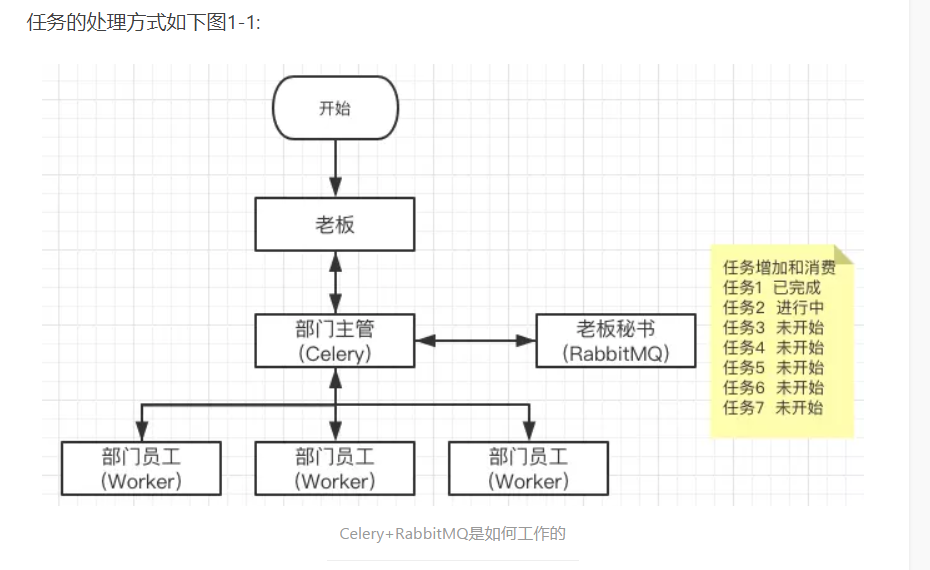 任务的处理方式如下图1-1:
开始
老板
部门主管
(Celery)
老板秘书
(RabbitMQ)
任务增加和消费
任务1 已完成
任务2 进行中
任务3 未开始
任务4 未开始
任务5 未开始
任务6 未开始
任务7 未开始
部门员工
(Worker)
部门员工
(Worker)
部门员工
(Worker)
Celery+RabbitMQ是如何工作的